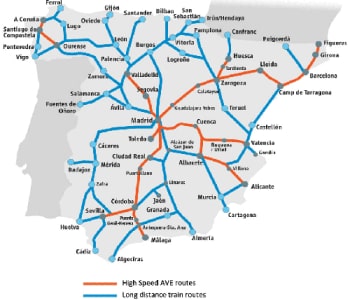 Ferrol
Gijón
A Coruña
Lugo
Oviedo
Santander
Bilbao
San
Sebastián
Irún/Hendaya
Santiago de
Compostela
León
Vitoria
Pamplona
Canfranc
Pontevedra
Ourense
Burgos
Logroño
Huesca
Puigcerdá
Figueres
Girona
Vigo
Palencia
Tardienta
Zamora
Valladolid
Zaragoza
Lleida
Barcelona
Salamanca
Segovia
Calatayud
Camp de Tarragona
Fuentes de
Oñoro
Ávila
Guadalajara Yebes
Teruel
Madrid
Castellón
Toledo
Cuenca
Cáceres
Alcázar de
San Juan
Requena
Valencia
Ciudad Real
Albacete
Gandia
Badajoz
Mérida
Puertollano
Villena
Zafra
Linares
Alicante
Córdoba
Jaén
Murcia
Sevilla
Puente
Genil-Herrera
Granada
Cartagena
Huelva
Antequera-Sta. Ana
Almería
Málaga
Cádiz
Algeciras
High Speed AVE routes
Long distance train routes